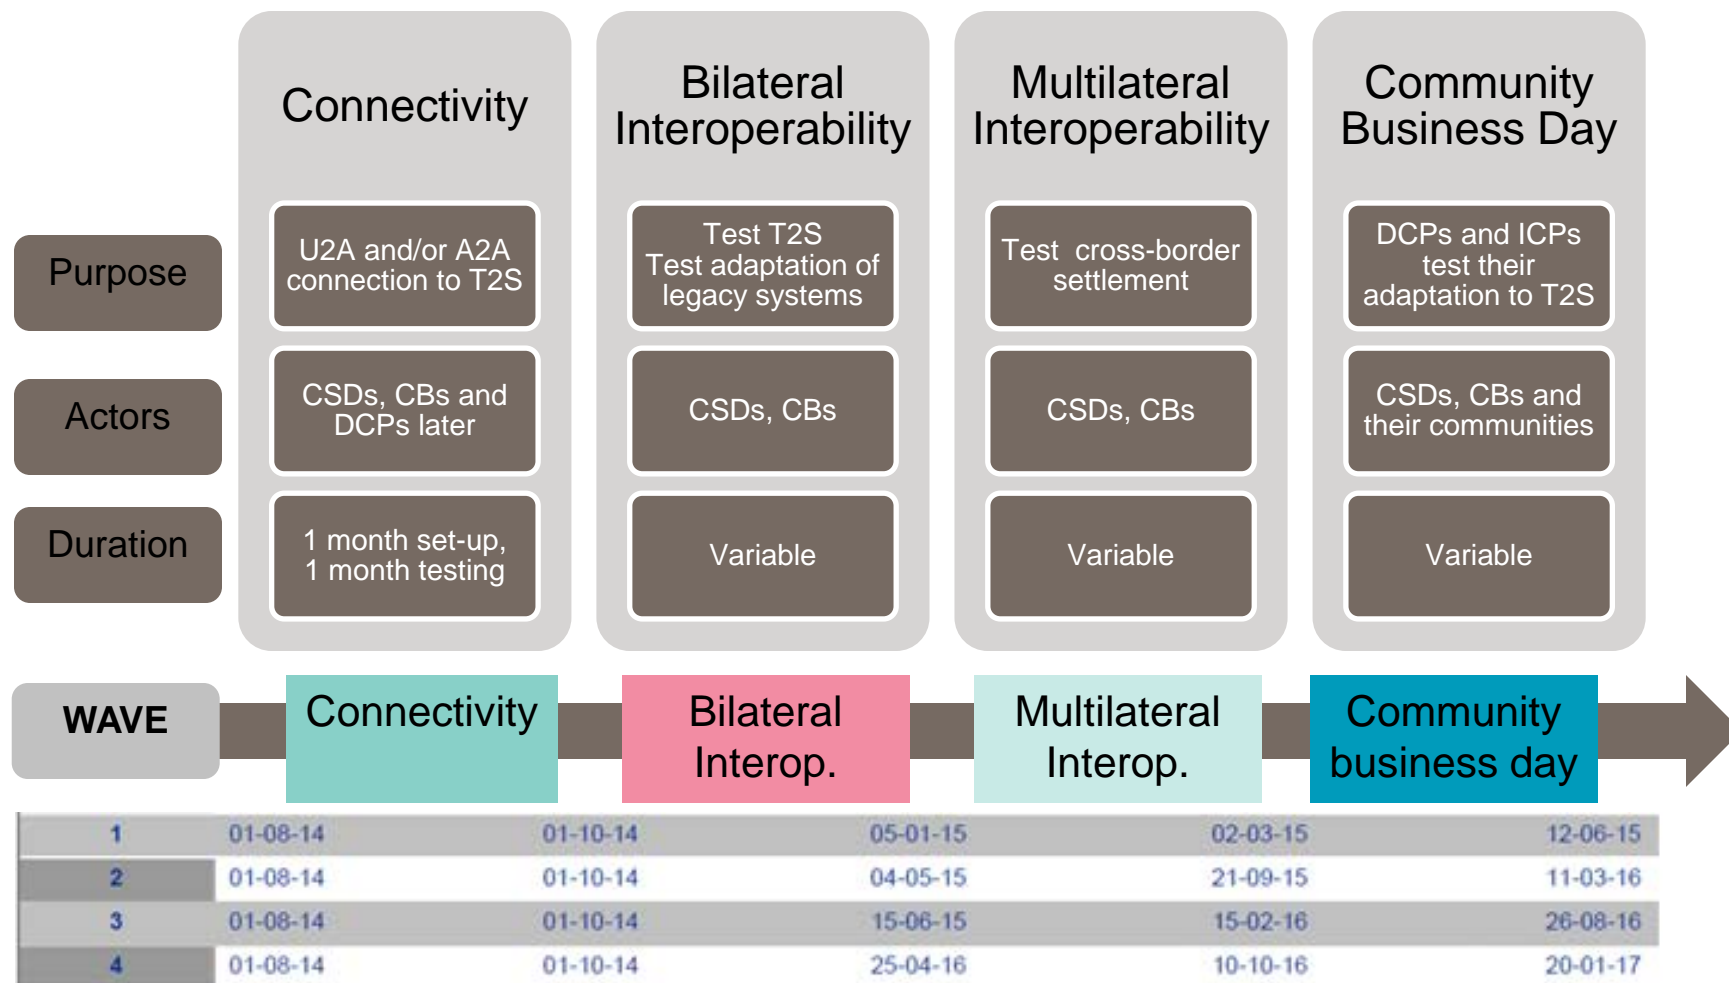 Connectivity
Bilateral
Interoperability
Multilateral
Interoperability
Community
Business Day
Purpose
U2A and/or A2A
connection to T2S
Test T2S
Test adaptation of
legacy systems
Test cross-border
settlement
DCPs and ICPs
test their
adaptation to T2S
Actors
CSDs, CBs and
DCPs later
CSDs, CBs
CSDs, CBs
CSDs, CBs and
their communities
Duration
1 month set-up,
1 month testing
Variable
Variable
Variable
WAVE
Connectivity
Bilateral
Interop.
Multilateral
Interop.
Community
business day
1 01-08-14 01-10-14 05-01-15 02-03-15 12-06-15
2 01-08-14 01-10-14 04-05-15 21-09-15 11-03-16
3 01-08-14 01-10-14 15-06-15 15-02-16 26-08-16
4 01-08-14 01-10-14 25-04-16 10-10-16 20-01-17